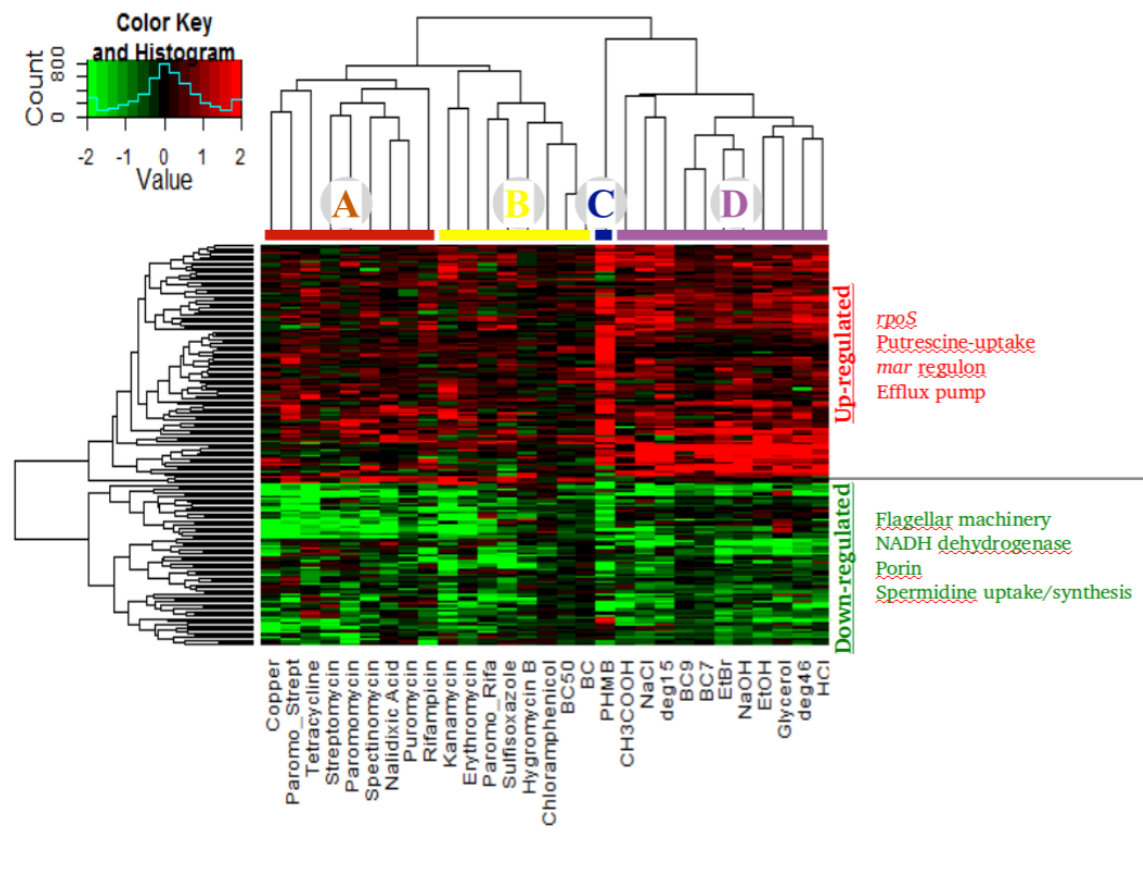 Color Key
and Histogram
Count
0 800
-2 -1 0 1 2
Value
A
B
C
D
Up-regulated
rpoS
Putrescine-uptake
mar regulon
Efflux pump
Down-regulated
Flagellar machinery
NADH dehydrogenase
Porin
Spermidine uptake/synthesis
Copper
Paromo_Strept
Tetracycline
Streptomycin
Paromomycin
Spectinomycin
Nalidixic Acid
Puromycin
Rifampicin
Kanamycin
Erythromycin
Paromo_Rifa
Sulfisoxazole
Hygromycin B
Chloramphenicol
BC50
BC
PHMB
CH3COOH
NaCl
deg15
BC9
BC7
EtBr
NaOH
EtOH
Glycerol
deg46
HCl